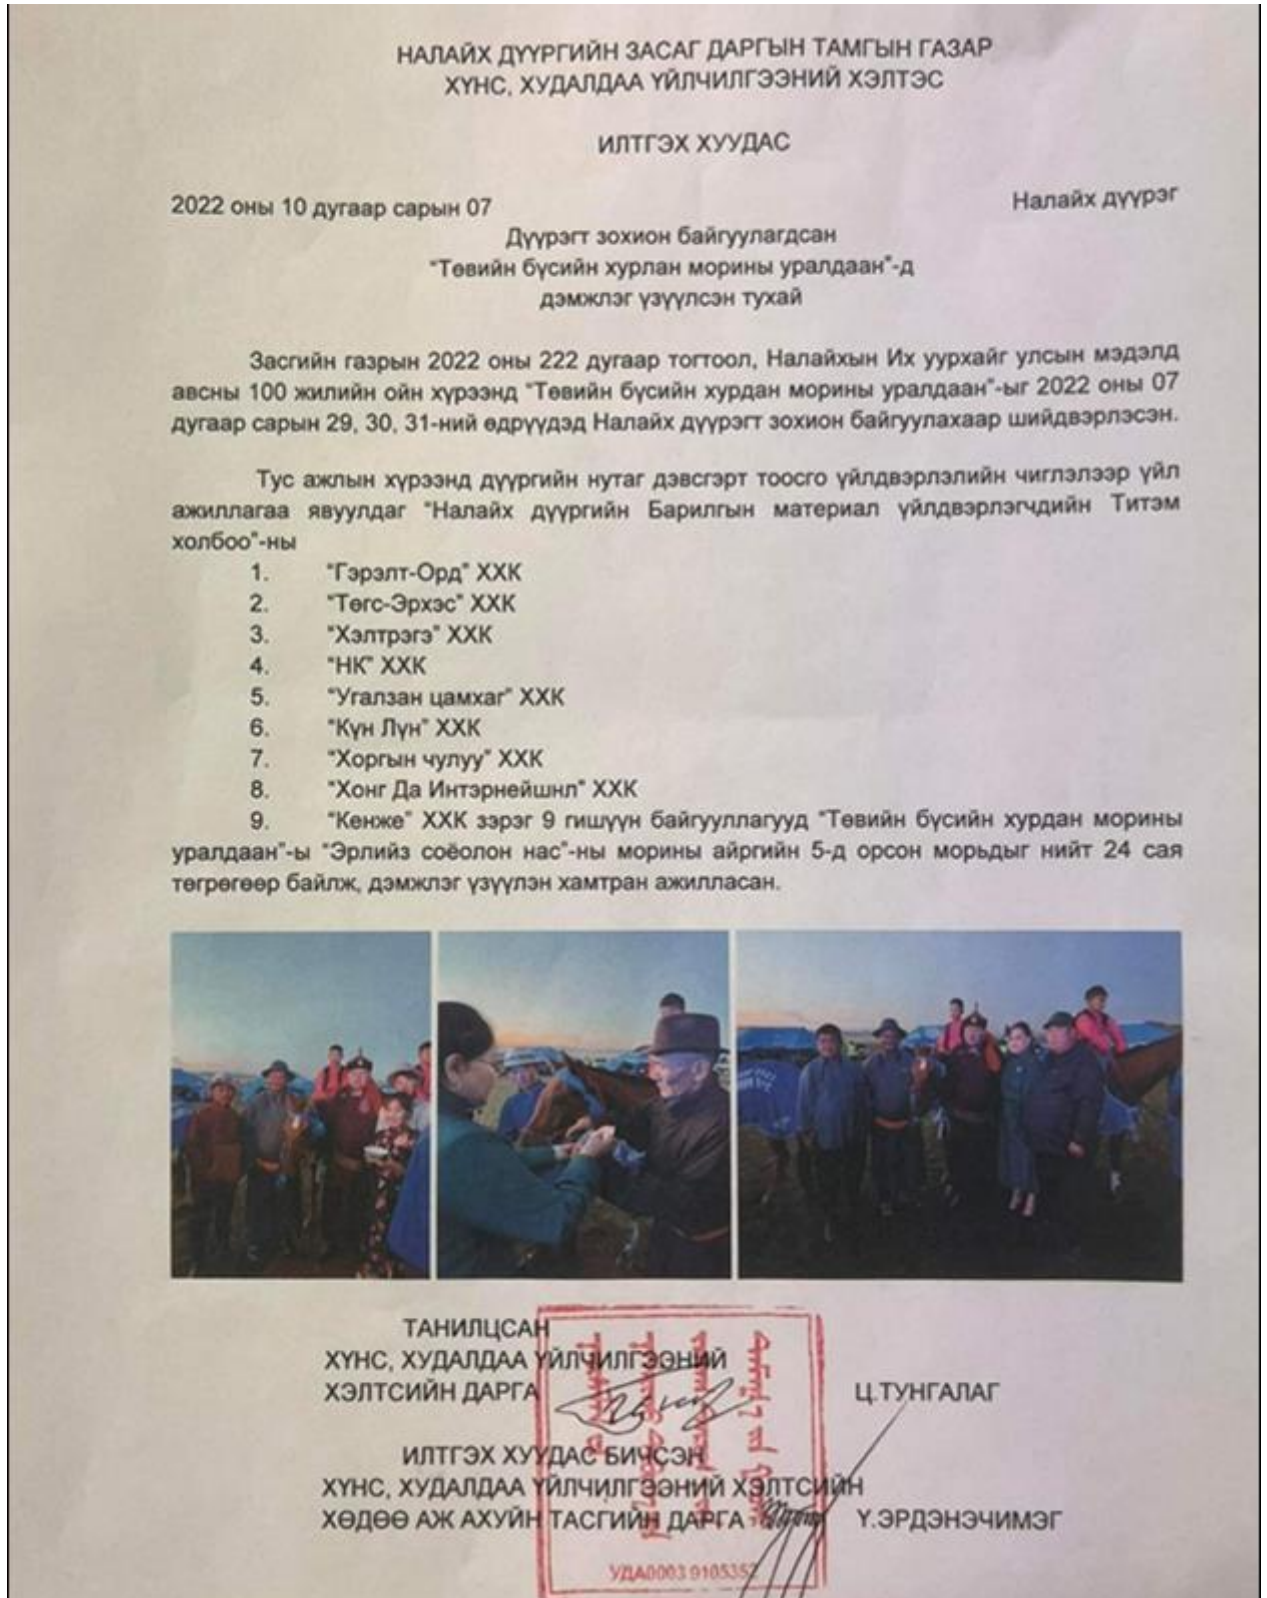 НАЛАЙХ ДҮҮРГИЙН ЗАСАГ ДАРГЫН ТАМГЫН ГАЗАР
ХҮНС, ХУДАЛДАА ҮЙЛЧИЛГЭЭНИЙ ХЭЛТЭС
ИЛТГЭХ ХУУДАС
2022 оны 10 дугаар сарын 07 Налайх дүүрэг
Дүүрэгт зохион байгуулагдсан
“Төвийн бүсийн хурлан морины уралдаан”-д
дэмжлэг үзүүлсэн тухай
Засгийн газрын 2022 оны 222 дугаар тогтоол, Налайхын Их уурхайг улсын мэдэлд
авсны 100 жилийн ойн хүрээнд “Төвийн бүсийн хурдан морины уралдаан”-ыг 2022 оны 07
дугаар сарын 29, 30, 31-ний өдрүүдэд Налайх дүүрэгт зохион байгуулахаар шийдвэрлэсэн.
Тус ажлын хүрээнд дүүргийн нутаг дэвсгэрт тоосго үйлдвэрлэлийн чиглэлээр үйл
ажиллагаа явуулдаг “Налайх дүүргийн Барилгын материал үйлдвэрлэгчдийн Титэм
холбоо”-ны
1. “Гэрэлт-Орд” ХХК
2. “Төгс-Эрхэс” ХХК
3. “Хэлтрэгэ” ХХК
4. “НК” ХХК
5. “Угалзан цамхаг” ХХК
6. “Күн Лүн” ХХК
7. “Хоргын чулуу” ХХК
8. “Хонг Да Интэрнейшнл” ХХК
9. “Кенже” ХХК зэрэг 9 гишүүн байгууллагууд “Төвийн бүсийн хурдан морины
уралдаан”-ы “Эрлийз соёолон нас”-ны морины айргийн 5-д орсон морьдыг нийт 24 сая
төгрөгөөр байлж, дэмжлэг үзүүлэн хамтран ажилласан.
ТАНИЛЦСАН
ХҮНС, ХУДАЛДАА ҮЙЛЧИЛГЭЭНИЙ
ХЭЛТСИЙН ДАРГА Ц.ТУНГАЛАГ
ИЛТГЭХ ХУУДАС БИЧСЭН
ХҮНС, ХУДАЛДАА ҮЙЛЧИЛГЭЭНИЙ ХЭЛТСИЙН
ХӨДӨӨ АЖ АХУЙН ТАСГИЙН ДАРГА Ү.ЭРДЭНЭЧИМЭГ